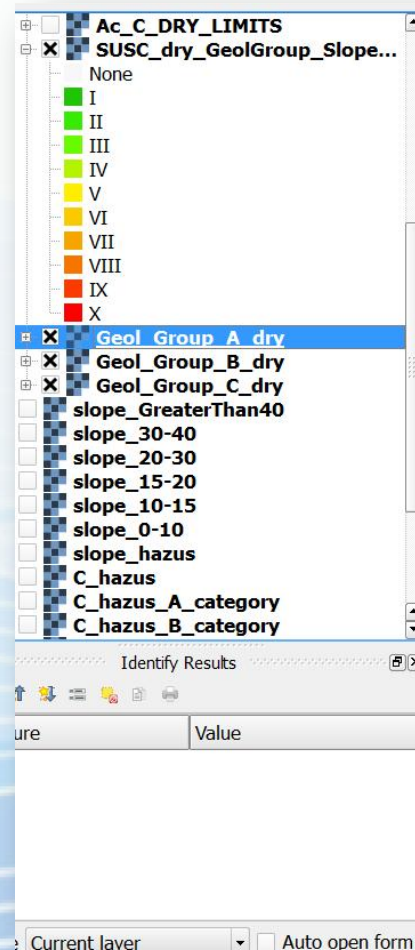 Ac_C_DRY_LIMITS
SUSC_dry_GeolGroup_Slope...
None
I
II
III
IV
V
VI
VII
VIII
IX
X
Geol_Group_A_dry
Geol_Group_B_dry
Geol_Group_C_dry
slope_GreaterThan40
slope_30-40
slope_20-30
slope_15-20
slope_10-15
slope_0-10
slope_hazus
C_hazus
C_hazus_A_category
C_hazus_B_category
Identify Results
ure Value
e Current layer Auto open form